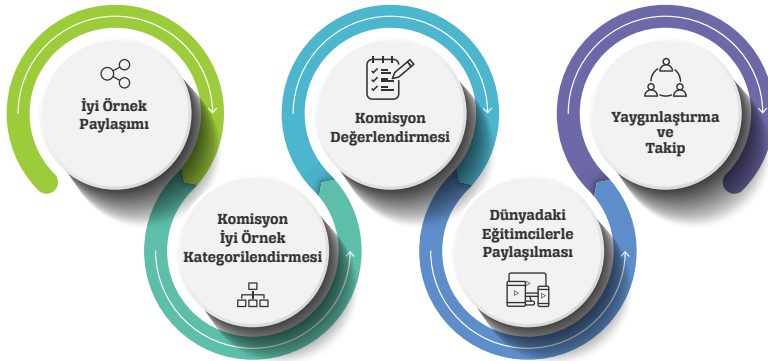 İyi Örnek
Paylaşımı
Komisyon
İyi Örnek
Kategorilendirmesi
Komisyon
Değerlendirmesi
Dünyadaki
Eğitimcilerle
Paylaşılması
Yaygınlaştırma
ve
Takip